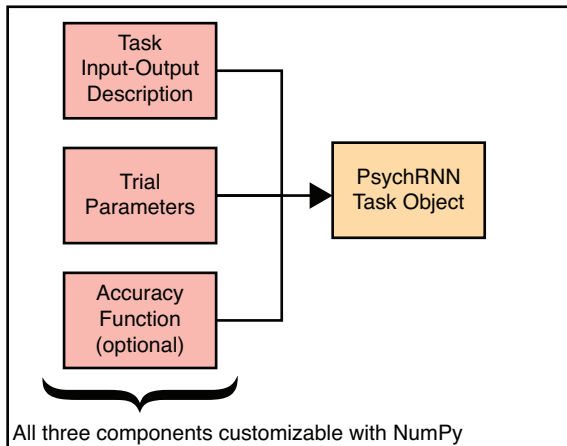 Task
Input-Output
Description
Trial
Parameters
Accuracy
Function
(optional)
PsychRNN
Task Object
All three components customizable with NumPy